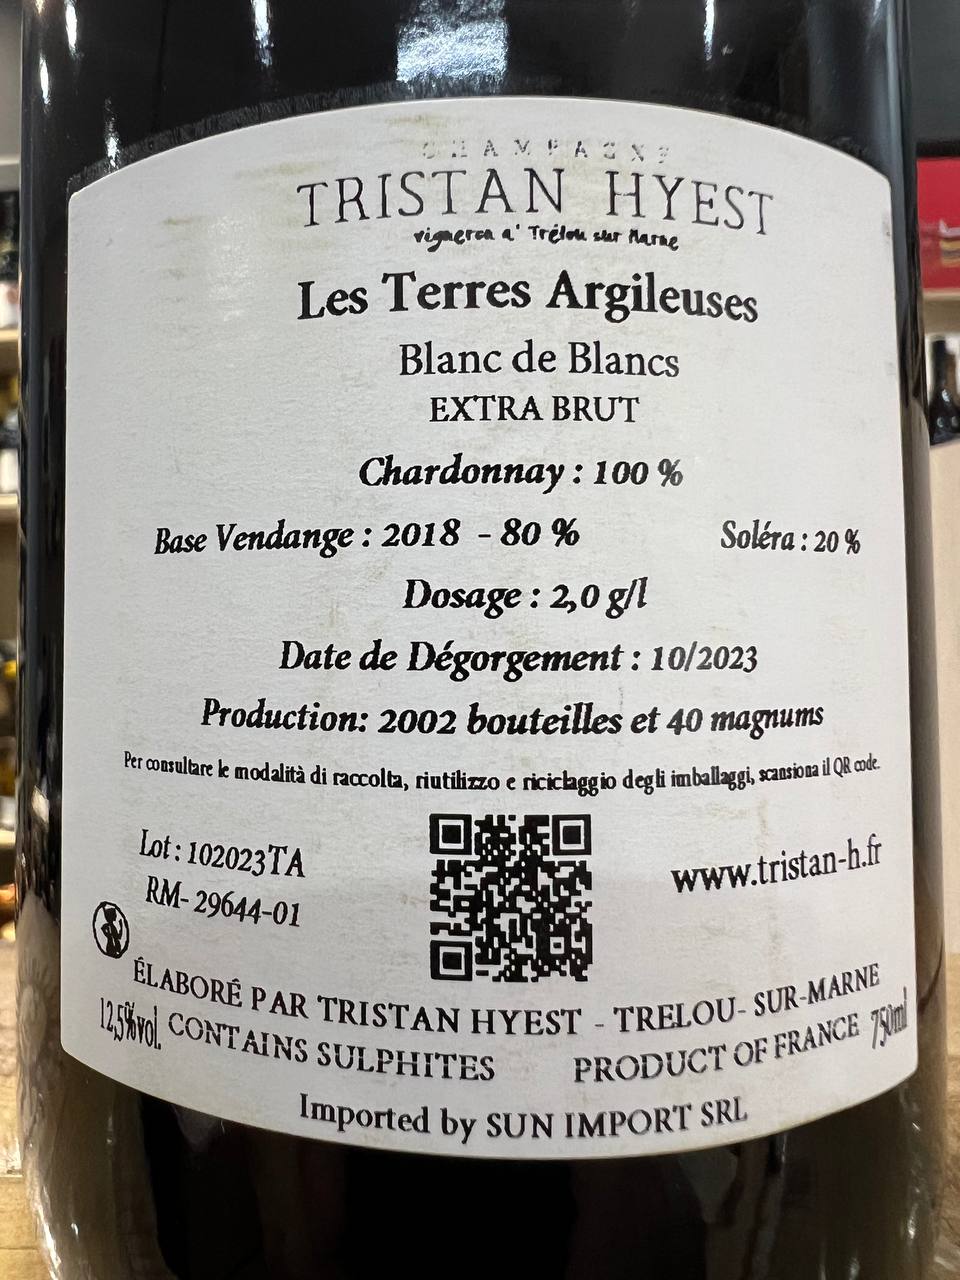 CHAMPAGNE
TRISTAN HYEST
vigneron a' Trélou sur Marne
Les Terres Argileuses
Blanc de Blancs
EXTRA BRUT
Chardonnay : 100 %
Base Vendange : 2018 - 80 % Soléra : 20 %
Dosage : 2,0 g/l
Date de Dégorgement : 10/2023
Production: 2002 bouteilles et 40 magnums
Per consultare le modalità di raccolta, riutilizzo e riciclaggio degli imballaggi, scansiona il QR code.
Lot : 102023TA
RM- 29644-01
www.tristan-h.fr
ÉLABORÉ PAR TRISTAN HYEST - TRELOU- SUR-MARNE
12,5%vol. CONTAINS SULPHITES PRODUCT OF FRANCE 750ml
Imported by SUN IMPORT SRL